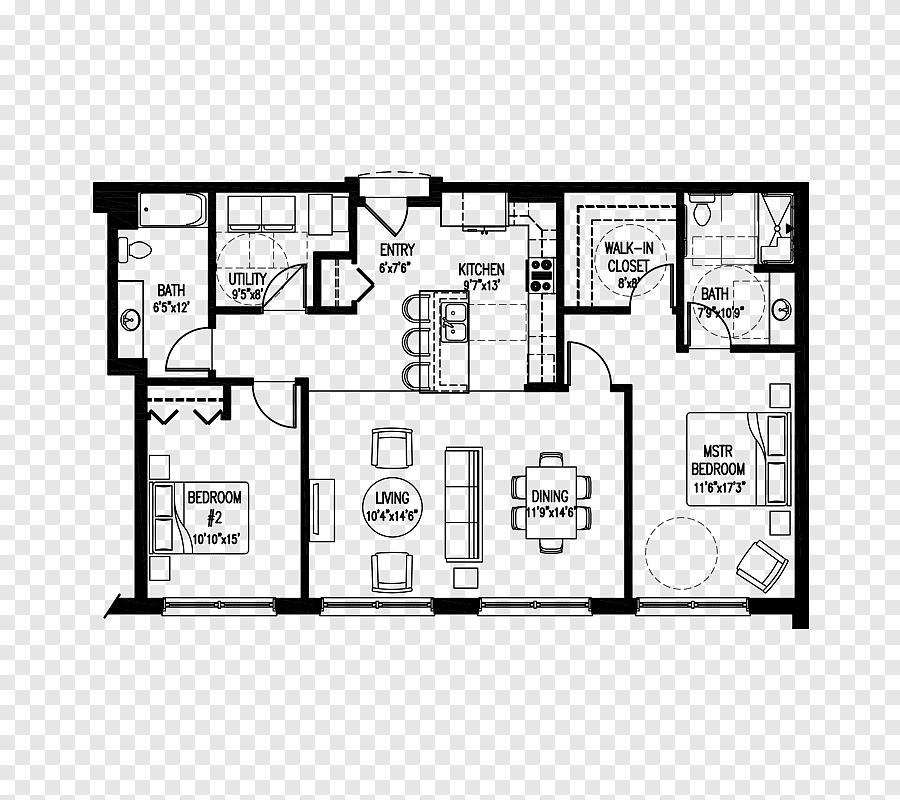 ENTRY
6'x7'6"
KITCHEN
9'7"x13'
WALK-IN
CLOSET
8'x8'
UTILITY
9'5"x8'
BATH
6'5"x12'
BATH
7'9"x10'9"
MSTR
BEDROOM
11'6"x17'3"
BEDROOM
#2
10'10"x15'
LIVING
10'4"x14'6"
DINING
11'9"x14'6"